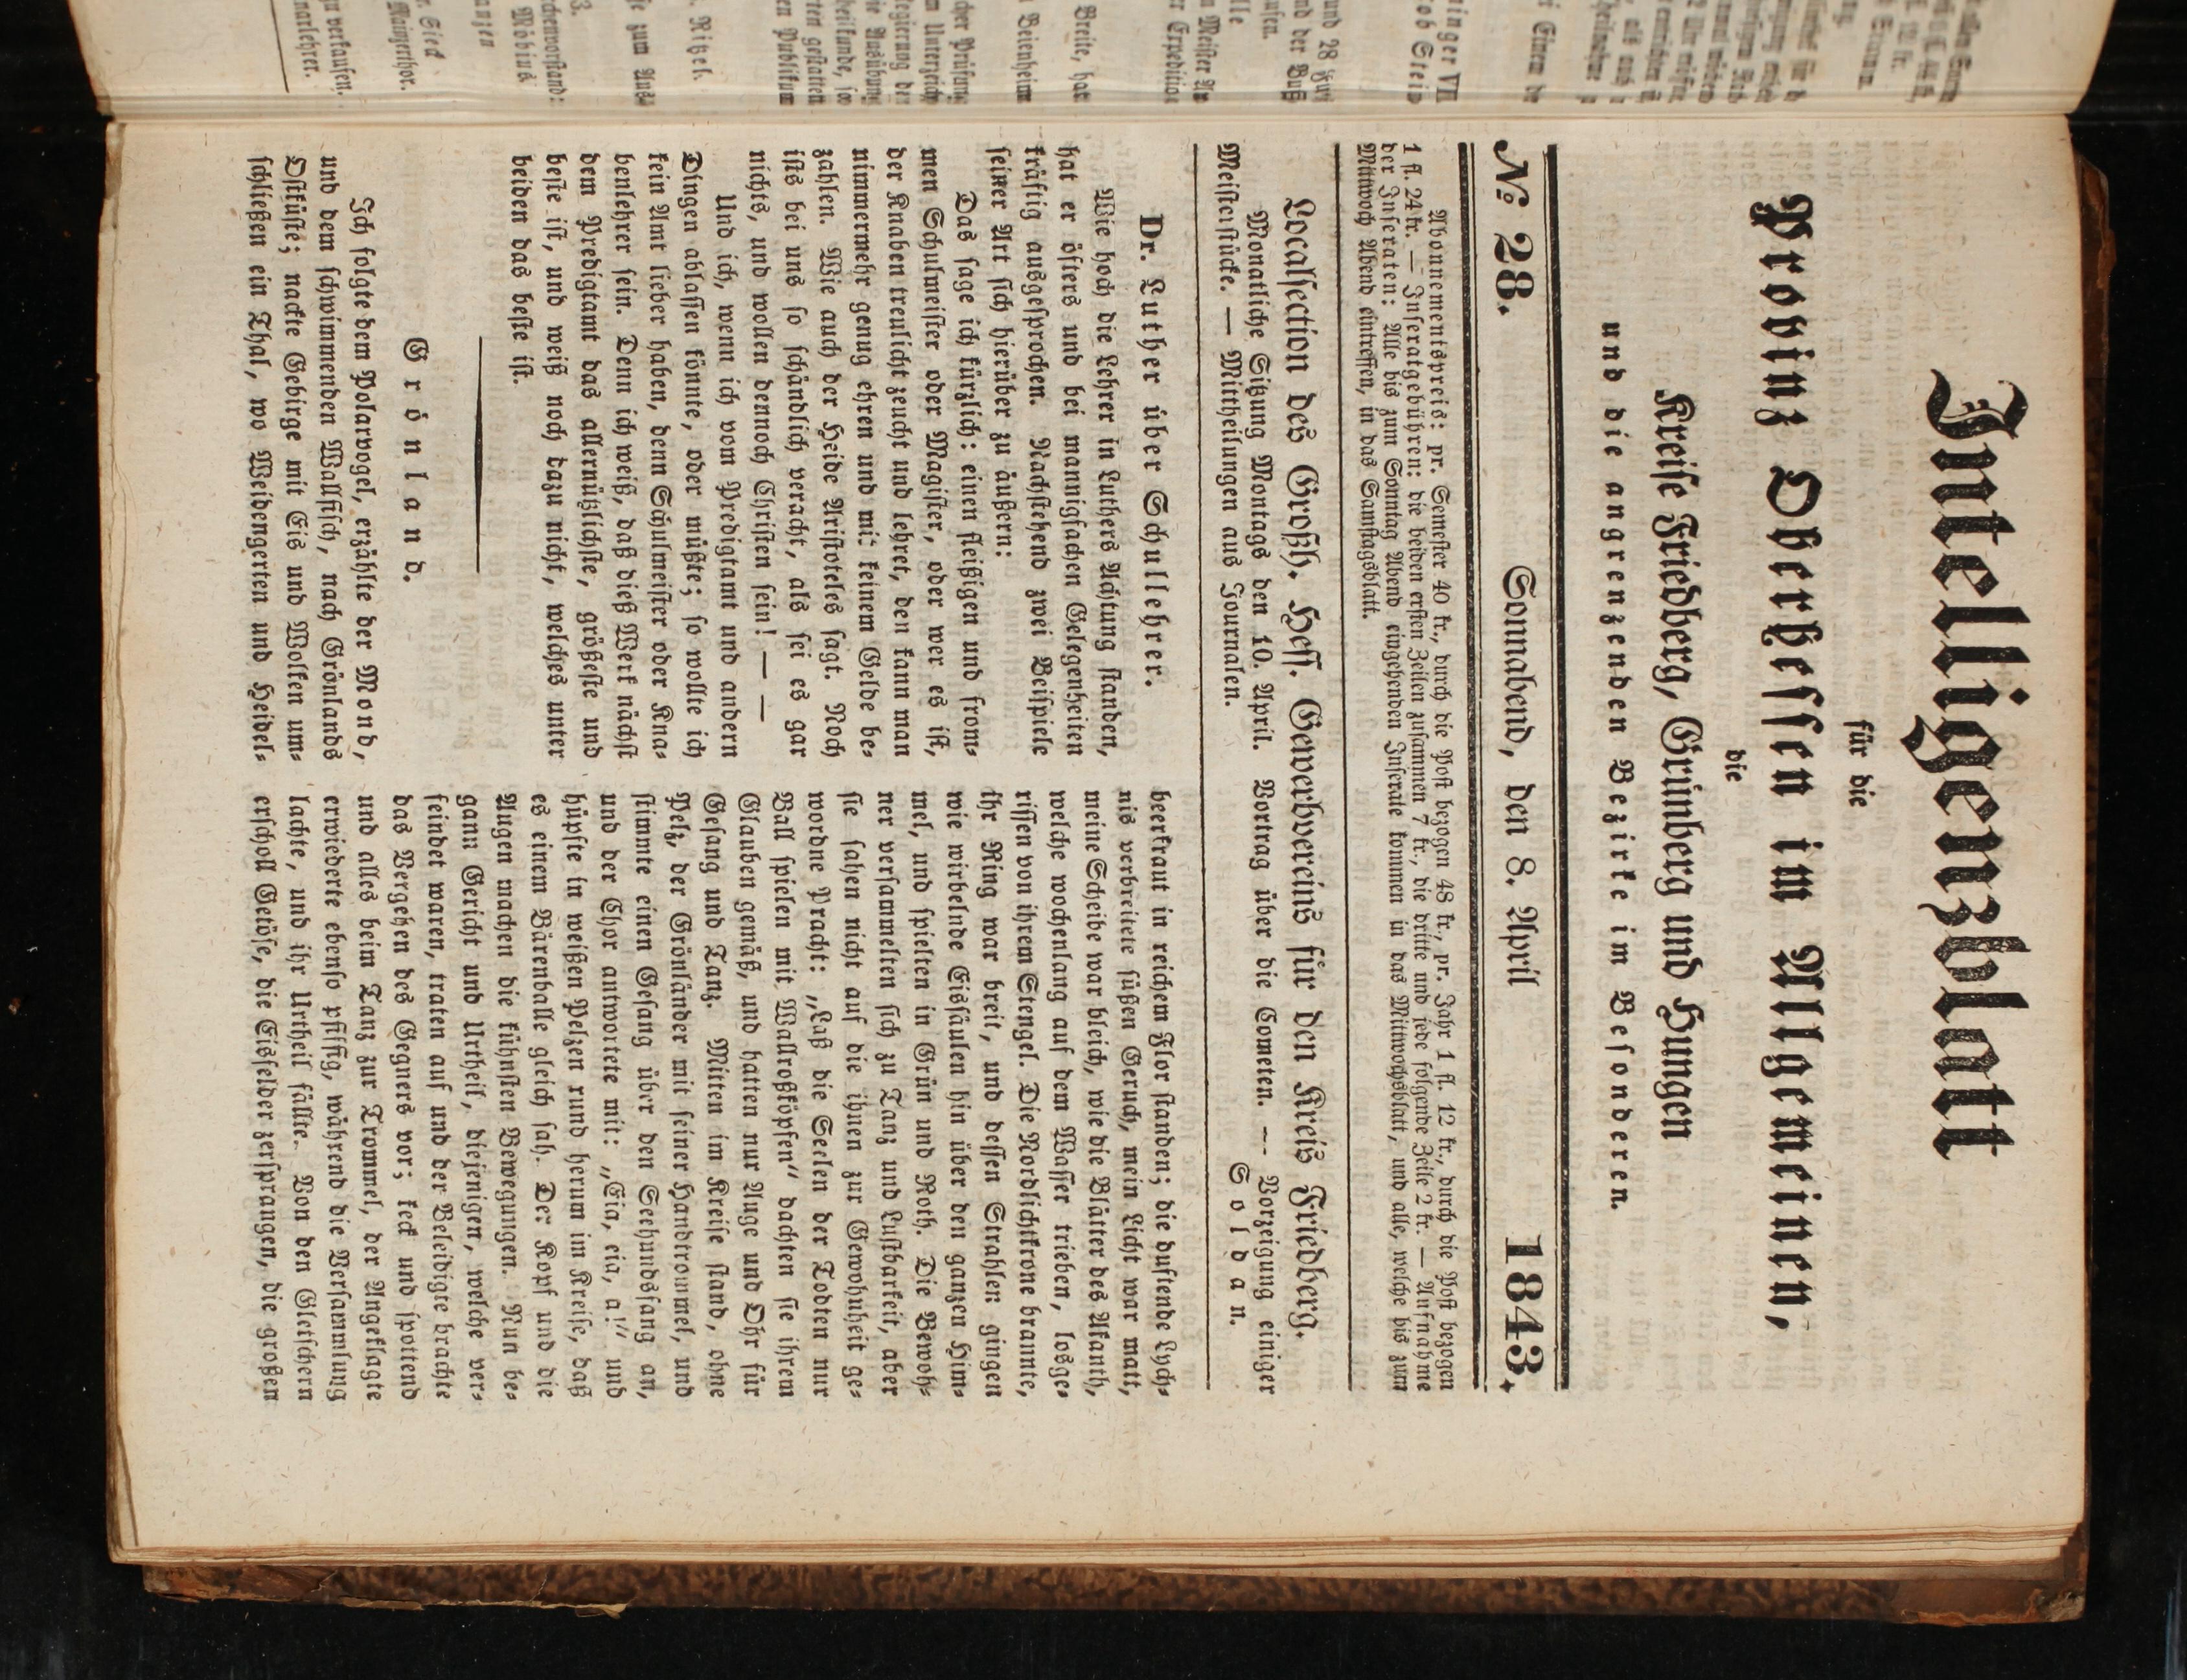 Intelligenzblatt
für die
Provinz Oberhessen im Allgemeinen,
die
Kreise Friedberg, Grünberg und Hungen
und die angrenzenden Bezirke im Besonderen.
№ 28. Sonnabend, den 8. April 1843.
Abonnementspreis: pr. Semester 40 kr., durch die Post bezogen 48 kr., pr. Jahr 1 fl. 12 kr., durch die Post bezogen
1 fl. 24 kr. — Inseratgebühren: die beiden ersten Zeilen zusammen 7 kr., die dritte und jede folgende Zeile 2 kr. — Aufnahme
der Inseraten: Alle bis zum Sonntag Abend eingehenden Inserate kommen in das Mittwochsblatt, und alle, welche bis zum
Mittwoch Abend eintreffen, in das Samstagsblatt.
Localsection des Großh. Hess. Gewerbvereins für den Kreis Friedberg.
Monatliche Sitzung Montags den 10. April. Vortrag über die Cometen. — Vorzeigung einiger
Meisterstücke. — Mittheilungen aus Journalen. Soldan.
Dr. Luther über Schullehrer.
Wie hoch die Lehrer in Luthers Achtung standen,
hat er öfters und bei mannigfachen Gelegenheiten
kräftig ausgesprochen. Nachstehend zwei Beispiele
seiner Art sich hierüber zu äußern:
Das sage ich kürzlich: einen fleißigen und from-
men Schulmeister oder Magister, oder wer es ist,
der Knaben treulicht zeucht und lehret, den kann man
nimmermehr genug ehren und mit keinem Gelde be-
zahlen. Wie auch der Heide Aristoteles sagt. Noch
ists bei uns so schändlich veracht, als sei es gar
nichts, und wollen dennoch Christen sein! — —
Und ich, wenn ich vom Predigtamt und andern
Dingen ablassen könnte, oder müßte; so wollte ich
kein Amt lieber haben, denn Schulmeister oder Kna-
benlehrer sein. Denn ich weiß, daß dieß Werk nächst
dem Predigtamt das allernützlichste, größeste und
beste ist, und weiß noch dazu nicht, welches unter
beiden das beste ist.
Grönland.
Ich folgte dem Polarvogel, erzählte der Mond,
und dem schwimmenden Wallfisch, nach Grönlands
Ostküste; nackte Gebirge mit Eis und Wolken um-
schließen ein Thal, wo Weidengerten und Heidel-
beerkraut in reichem Flor standen; die duftende Lych-
nis verbreitete süßen Geruch, mein Licht war matt,
meine Scheibe war bleich, wie die Blätter des Akanth,
welche wochenlang auf dem Wasser trieben, losge-
rissen von ihrem Stengel. Die Nordlichtkrone brannte,
ihr Ring war breit, und dessen Strahlen gingen
wie wirbelnde Eissäulen hin über den ganzen Him-
mel, und spielten in Grün und Roth. Die Bewoh-
ner versammelten sich zu Tanz und Lustbarkeit, aber
sie sahen nicht auf die ihnen zur Gewohnheit ge-
wordne Pracht: „Laß die Seelen der Todten nur
Ball spielen mit Wallroßköpfen“ dachten sie ihrem
Glauben gemäß, und hatten nur Auge und Ohr für
Gesang und Tanz. Mitten im Kreise stand, ohne
Pelz, der Grönländer mit seiner Handtrommel, und
stimmte einen Gesang über den Seehundsfang an,
und der Chor antwortete mit: „Eia, eia, a!“ und
hüpfte in weißen Pelzen rund herum im Kreise, daß
es einem Bärenballe gleich sah. Der Kopf und die
Augen machen die kühnsten Bewegungen. Nun be-
gann Gericht und Urtheil, diejenigen, welche ver-
feindet waren, traten auf und der Beleidigte brachte
das Vergehen des Gegners vor; keck und spottend
und alles beim Tanz zur Trommel, der Angeklagte
erwiederte ebenso pfiffig, während die Versammlung
lachte, und ihr Urtheil fällte. Von den Gletschern
erscholl Getöse, die Eisfelder zersprangen, die großen